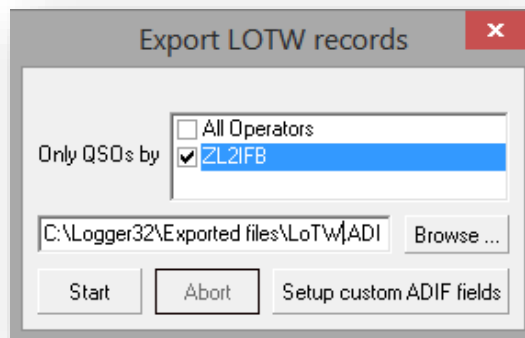 Export LOTW records
x
All Operators
Only QSOs by
ZL2IFB
C:\Logger32\Exported files\LoTW.ADI
Browse ...
Start
Abort
Setup custom ADIF fields